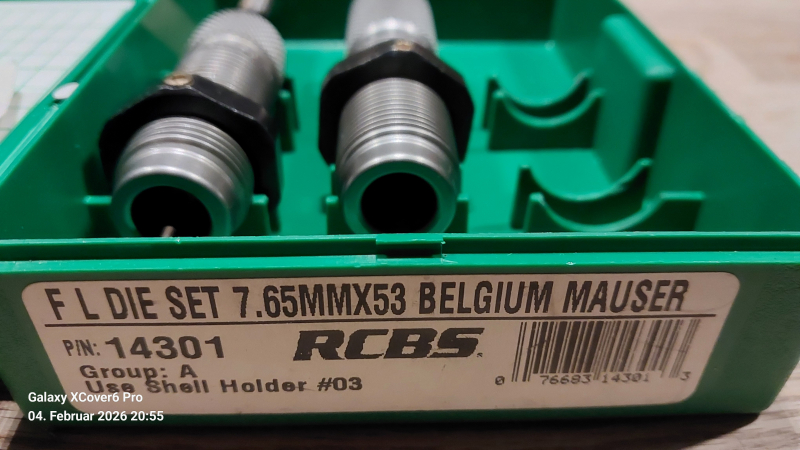 F L DIE SET 7.65MMX53 BELGIUM MAUSER
P/N: 14301
RCBS.
Group: A
Use Shell Holder #03
0 76683 14301 3
Galaxy XCover6 Pro
04. Februar 2026 20:55